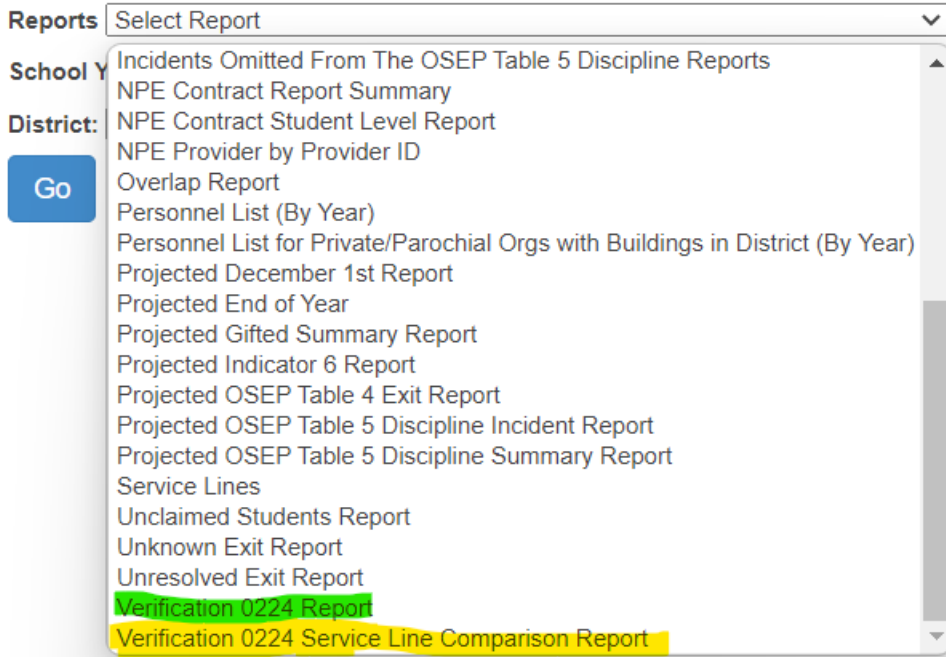 Reports Select Report
Incidents Omitted From The OSEP Table 5 Discipline Reports
School Y
NPE Contract Report Summary
District:
NPE Contract Student Level Report
NPE Provider by Provider ID
Go
Overlap Report
Personnel List (By Year)
Personnel List for Private/Parochial Orgs with Buildings in District (By Year)
Projected December 1st Report
Projected End of Year
Projected Gifted Summary Report
Projected Indicator 6 Report
Projected OSEP Table 4 Exit Report
Projected OSEP Table 5 Discipline Incident Report
Projected OSEP Table 5 Discipline Summary Report
Service Lines
Unclaimed Students Report
Unknown Exit Report
Unresolved Exit Report
Verification 0224 Report
Verification 0224 Service Line Comparison Report